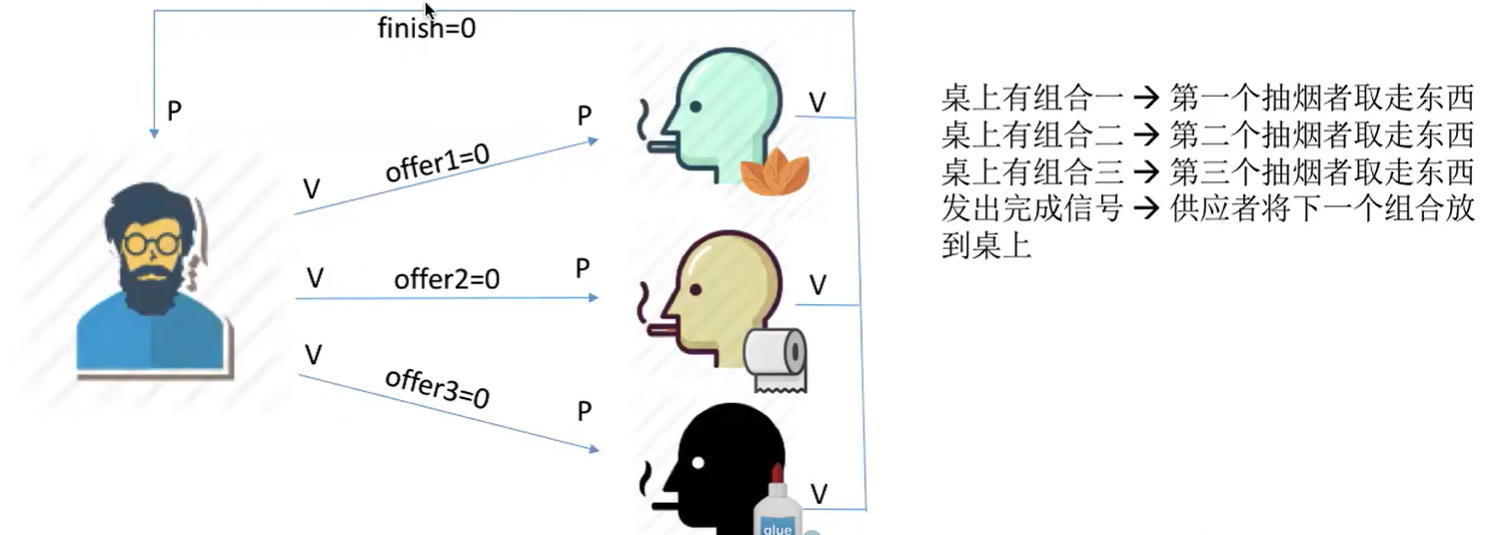 finish=0
P
V
offer1=0
P
V
V
offer2=0
P
V
V
offer3=0
P
V
glue
桌上有组合一 → 第一个抽烟者取走东西
桌上有组合二 → 第二个抽烟者取走东西
桌上有组合三 → 第三个抽烟者取走东西
发出完成信号 → 供应者将下一个组合放
到桌上